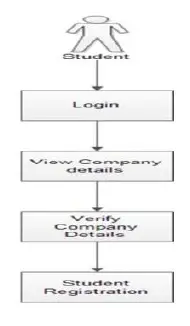 Student
Login
View Company
details
Verify
Company
Details
Student
Registration